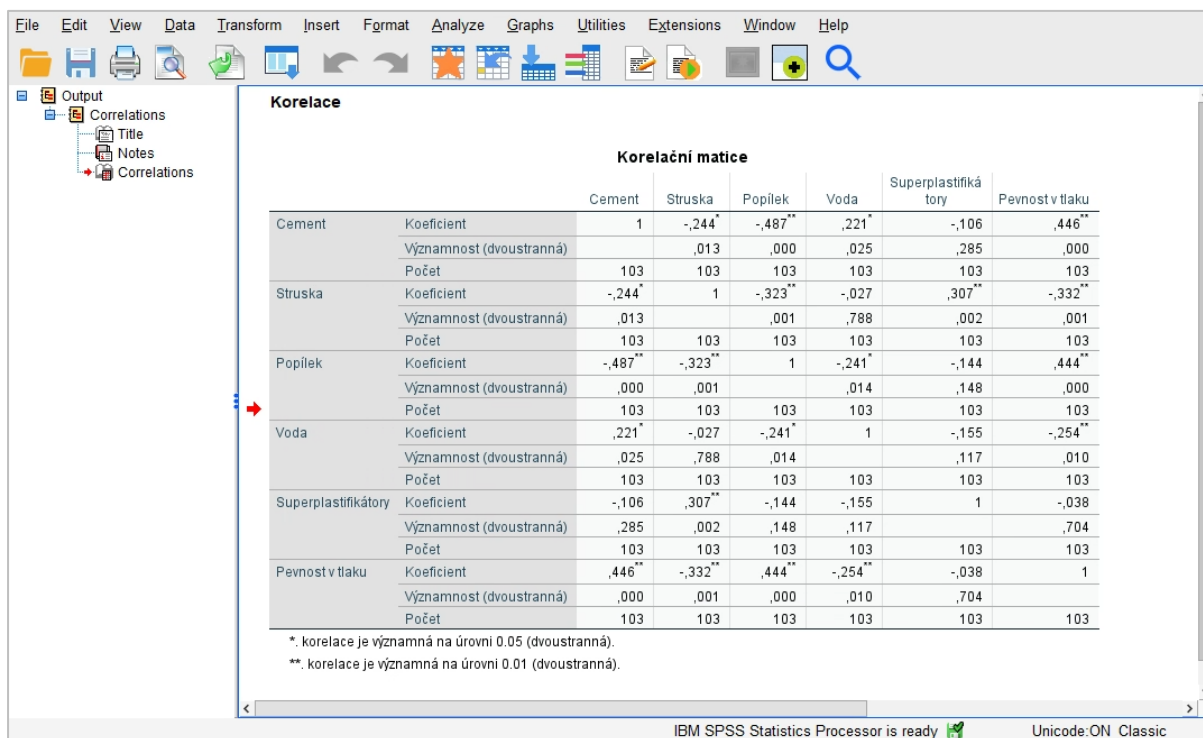 File Edit View Data Transform Insert Format Analyze Graphs Utilities Extensions Window Help
Output
Correlations
Title
Notes
Correlations
Korelace
Korelační matice
Cement Struska Popílek Voda Superplastifiká
tory Pevnost v tlaku
Cement Koeficient 1 -,244* -,487** ,221* -,106 ,446**
Významnost (dvoustranná) ,013 ,000 ,025 ,285 ,000
Počet 103 103 103 103 103 103
Struska Koeficient -,244* 1 -,323** -,027 ,307** -,332**
Významnost (dvoustranná) ,013 ,001 ,788 ,002 ,001
Počet 103 103 103 103 103 103
Popílek Koeficient -,487** -,323** 1 -,241* -,144 ,444**
Významnost (dvoustranná) ,000 ,001 ,014 ,148 ,000
Počet 103 103 103 103 103 103
Voda Koeficient ,221* -,027 -,241* 1 -,155 -,254**
Významnost (dvoustranná) ,025 ,788 ,014 ,117 ,010
Počet 103 103 103 103 103 103
Superplastifikátory Koeficient -,106 ,307** -,144 -,155 1 -,038
Významnost (dvoustranná) ,285 ,002 ,148 ,117 ,704
Počet 103 103 103 103 103 103
Pevnost v tlaku Koeficient ,446** -,332** ,444** -,254** -,038 1
Významnost (dvoustranná) ,000 ,001 ,000 ,010 ,704
Počet 103 103 103 103 103 103
*. korelace je významná na úrovni 0.05 (dvoustranná).
**. korelace je významná na úrovni 0.01 (dvoustranná).
IBM SPSS Statistics Processor is ready Unicode:ON Classic